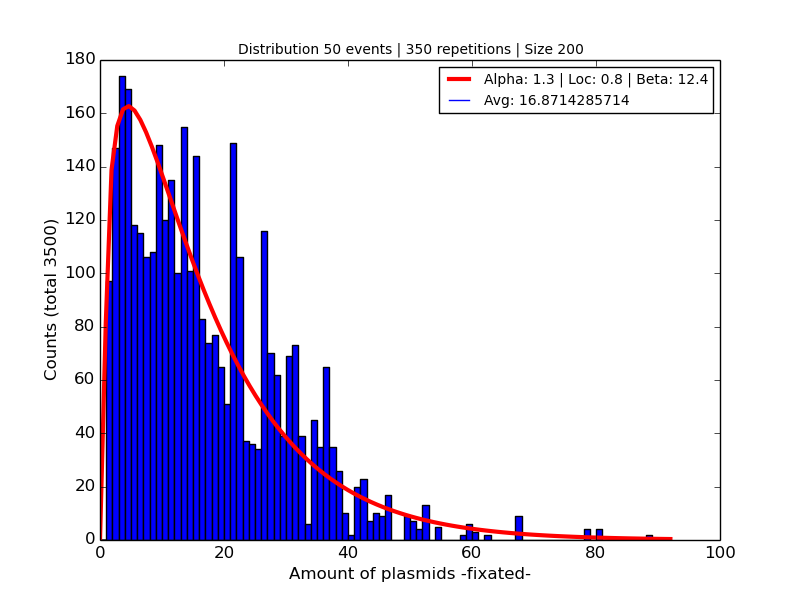 Distribution 50 events | 350 repetitions | Size 200
Alpha: 1.3 | Loc: 0.8 | Beta: 12.4
Avg: 16.8714285714
Counts (total 3500)
180
160
140
120
100
80
60
40
20
0
0 20 40 60 80 100
Amount of plasmids -fixated-